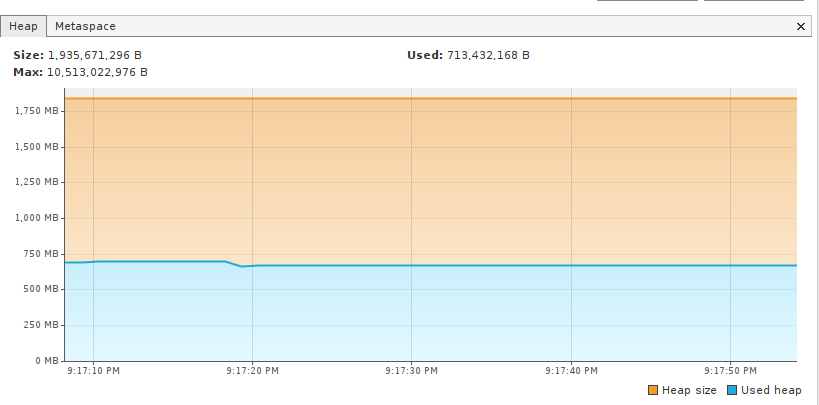 Heap Metaspace
Size: 1,935,671,296 B Used: 713,432,168 B
Max: 10,513,022,976 B
1,750 MB
1,500 MB
1,250 MB
1,000 MB
750 MB
500 MB
250 MB
0 MB
9:17:10 PM 9:17:20 PM 9:17:30 PM 9:17:40 PM 9:17:50 PM
Heap size Used heap